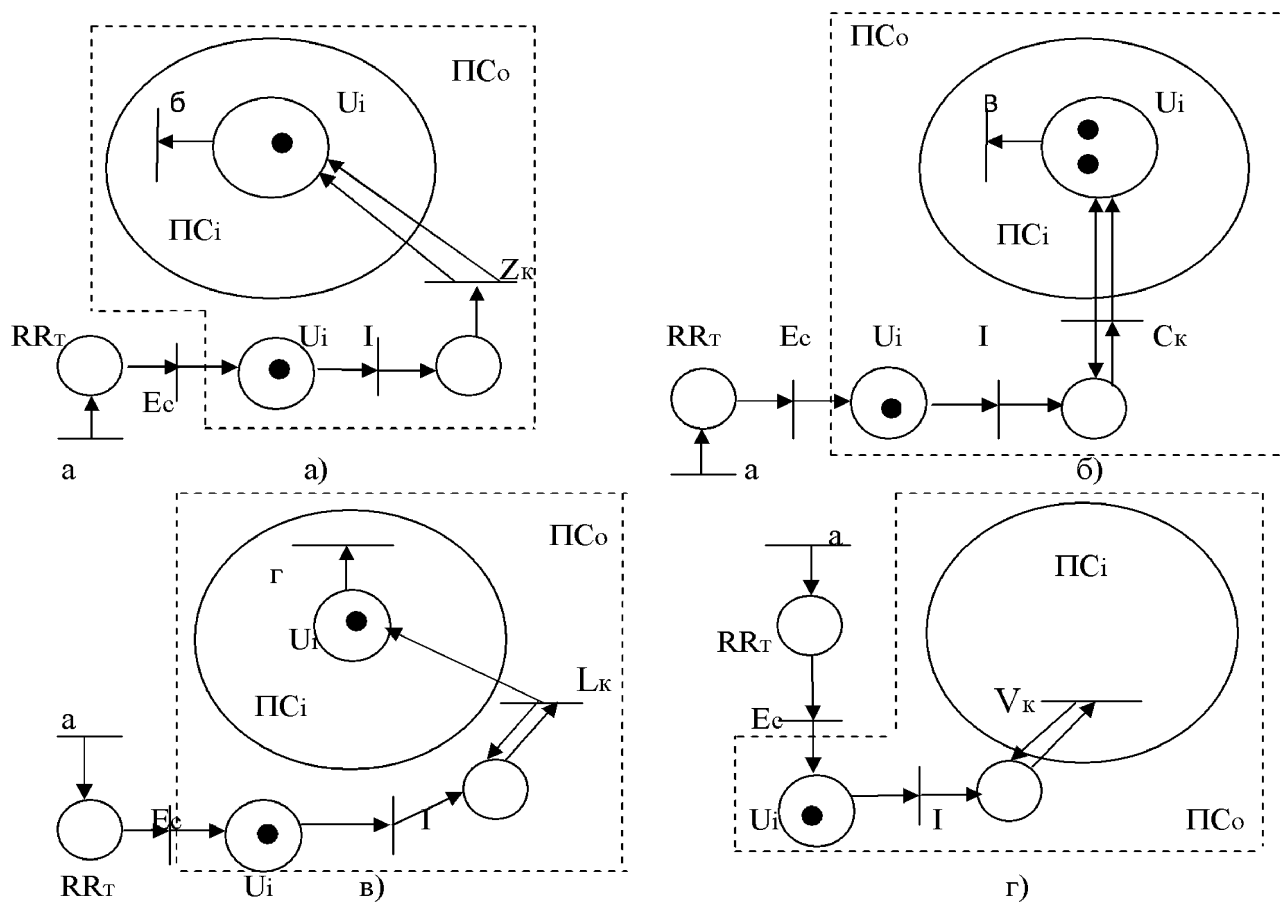 ПСо
б
Ui
ПСi
Zк
RRт
Ui
I
Ec
а
а)
ПСо
в
Ui
ПСi
RRт
Ec
Ui
I
Cк
а
б)
ПСо
г
Ui
Lк
ПСi
а
Ec
I
RRт
Ui
в)
а
ПСi
RRт
Vк
Ec
Ui
I
ПСо
г)